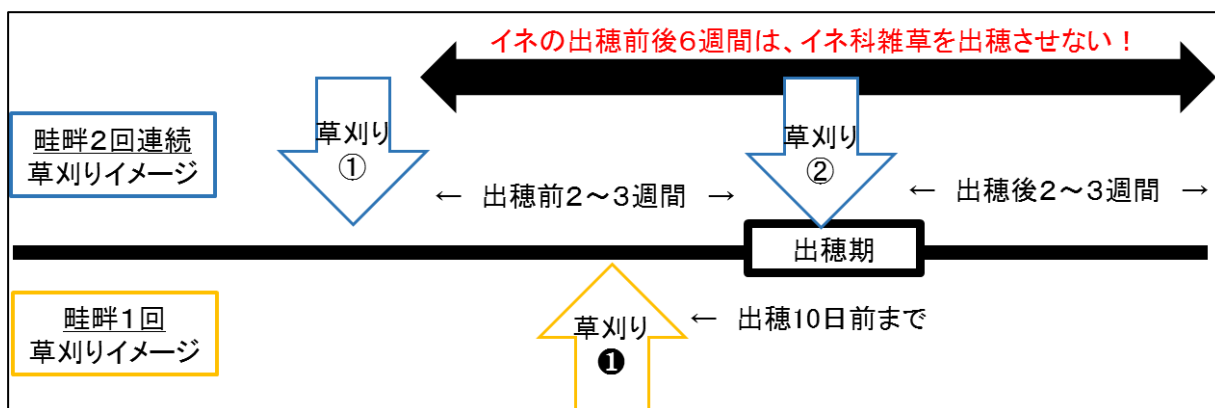 イネの出穂前後６週間は、イネ科雑草を出穂させない！
畦畔２回連続
草刈りイメージ
草刈り
①
草刈り
②
← 出穂前２～３週間 →
← 出穂後２～３週間 →
出穂期
畦畔１回
草刈りイメージ
草刈り
❶
← 出穂10日前まで